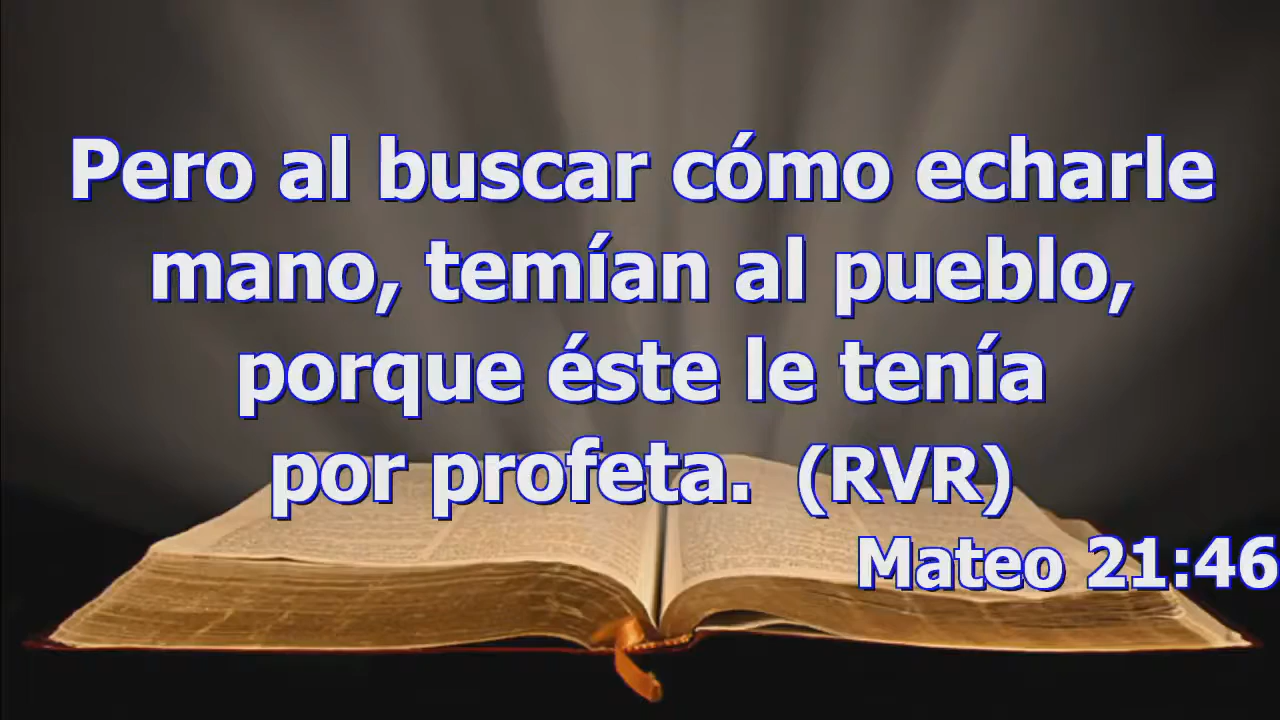 Pero al buscar cómo echarle
mano, temían al pueblo,
porque éste le tenía
por profeta. (RVR)
Mateo 21:46